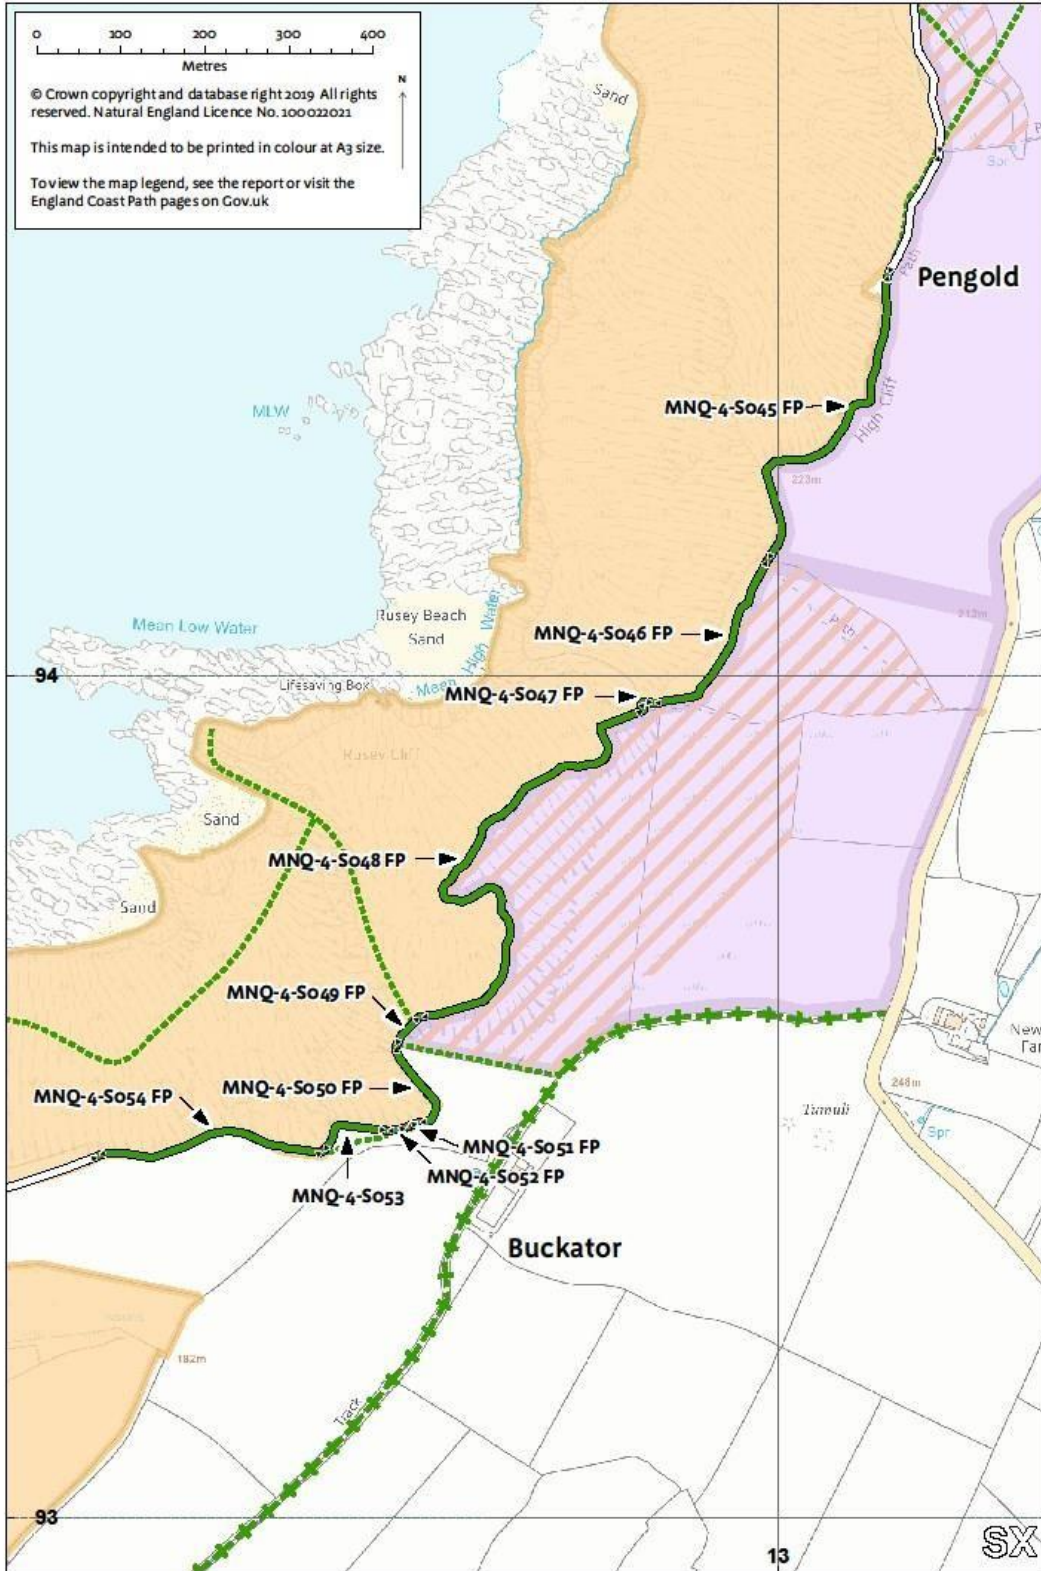 0 100 200 300 400
Metres
N
© Crown copyright and database right 2019 All rights
reserved. Natural England Licence No. 100022021
This map is intended to be printed in colour at A3 size.
To view the map legend, see the report or visit the
England Coast Path pages on Gov.uk
Sand
Spr
Path
Pengold
MLW
MNQ-4-S045 FP
High Cliff
223m
Rusey Beach
Sand
Mean High Water
Mean Low Water
212m
Path
MNQ-4-S046 FP
94
Lifesaving Box
MNQ-4-S047 FP
Rusey Cliff
Sand
MNQ-4-S048 FP
Sand
MNQ-4-S049 FP
New
Far
MNQ-4-S050 FP
248m
MNQ-4-S054 FP
Tumuli
Spr
MNQ-4-S051 FP
MNQ-4-S052 FP
MNQ-4-S053
Buckator
182m
Track
93
13
SX